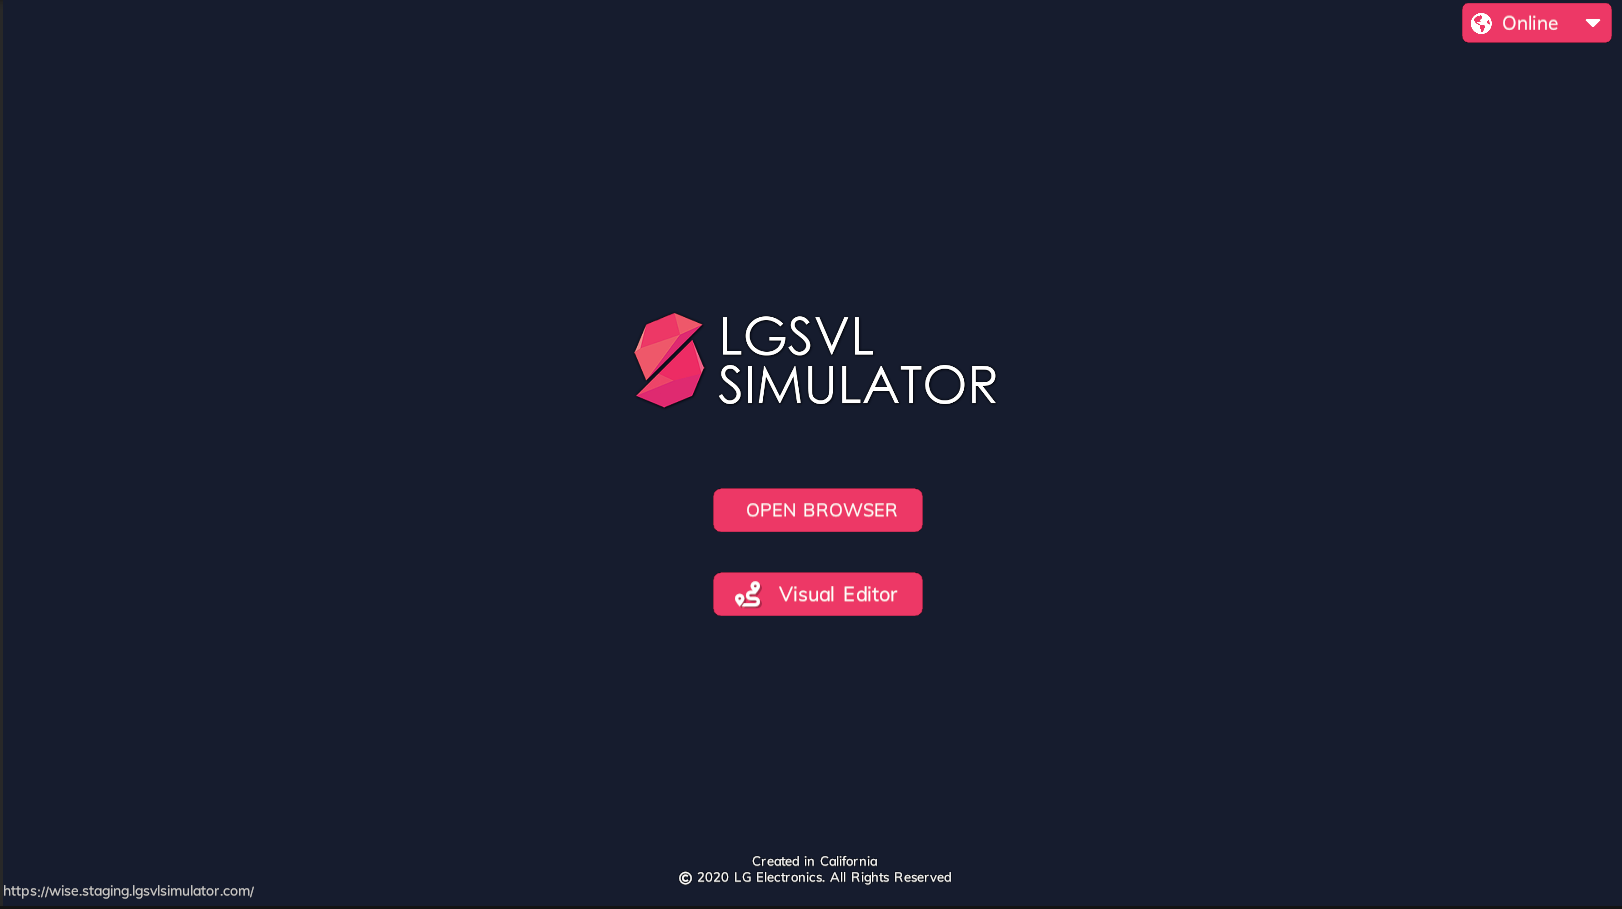 Online
LGSVL
SIMULATOR
OPEN BROWSER
Visual Editor
Created in California
© 2020 LG Electronics. All Rights Reserved
https://wise.staging.lgsvlsimulator.com/